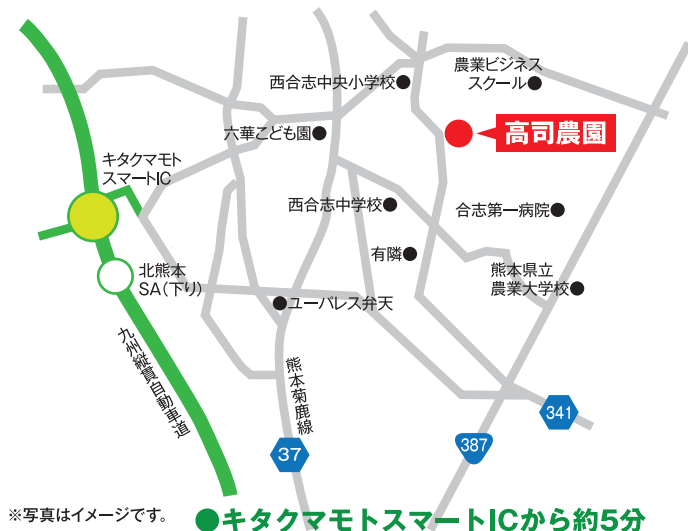 西合志中央小学校
農業ビジネス
スクール
六華こども園
高司農園
キタクマモト
スマートIC
西合志中学校
合志第一病院
有隣
北熊本
SA（下り）
熊本県立
農業大学校
ユーパレス弁天
九州縦貫自動車道
熊本菊鹿線
37
387
341
※写真はイメージです。
●キタクマモトスマートICから約5分